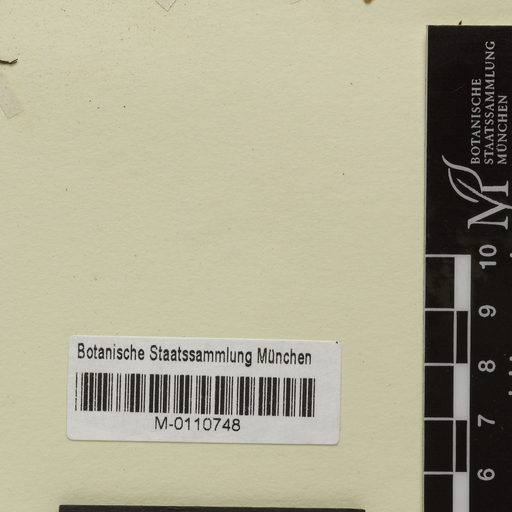 Botanische Staatssammlung München
M-0110748
BOTANISCHE
STAATSSAMMLUNG
MÜNCHEN
M
10
9
8
7
6